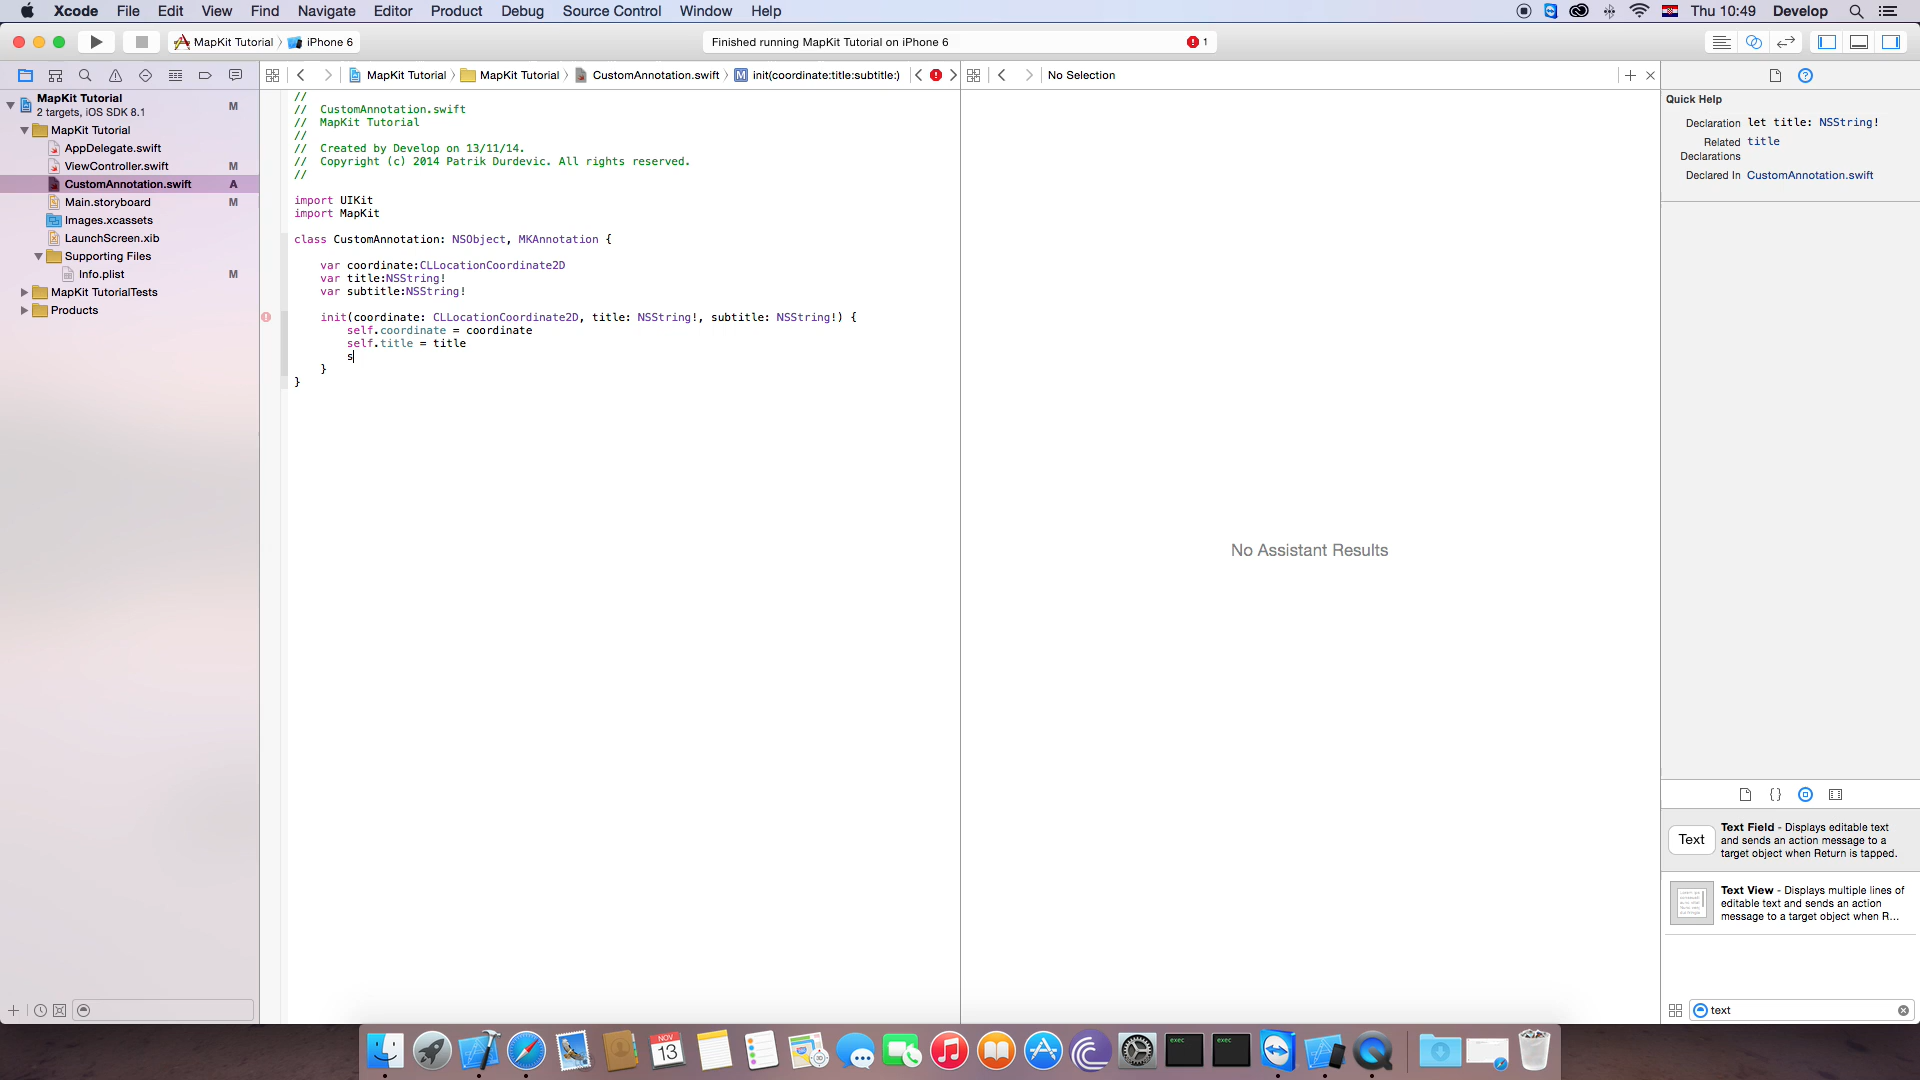 Xcode File Edit View Find Navigate Editor Product Debug Source Control Window Help Thu 10:49 Develop
MapKit Tutorial iPhone 6 Finished running MapKit Tutorial on iPhone 6 1
MapKit Tutorial MapKit Tutorial CustomAnnotation.swift M init(coordinate:title:subtitle:) No Selection
MapKit Tutorial M
2 targets, iOS SDK 8.1
MapKit Tutorial
AppDelegate.swift
ViewController.swift M
CustomAnnotation.swift A
Main.storyboard M
Images.xcassets
LaunchScreen.xib
Supporting Files
Info.plist M
MapKit TutorialTests
Products
//
// CustomAnnotation.swift
// MapKit Tutorial
//
// Created by Develop on 13/11/14.
// Copyright (c) 2014 Patrik Durdevic. All rights reserved.
//
import UIKit
import MapKit
class CustomAnnotation: NSObject, MKAnnotation {
var coordinate:CLLocationCoordinate2D
var title:NSString!
var subtitle:NSString!
init(coordinate: CLLocationCoordinate2D, title: NSString!, subtitle: NSString!) {
self.coordinate = coordinate
self.title = title
s
}
}
No Assistant Results
Quick Help
Declaration let title: NSString!
Related title
Declarations
Declared In CustomAnnotation.swift
Text
Text Field - Displays editable text
and sends an action message to a
target object when Return is tapped.
Text View - Displays multiple lines of
editable text and sends an action
message to a target object when R...
text
NOV
13
exec
exec